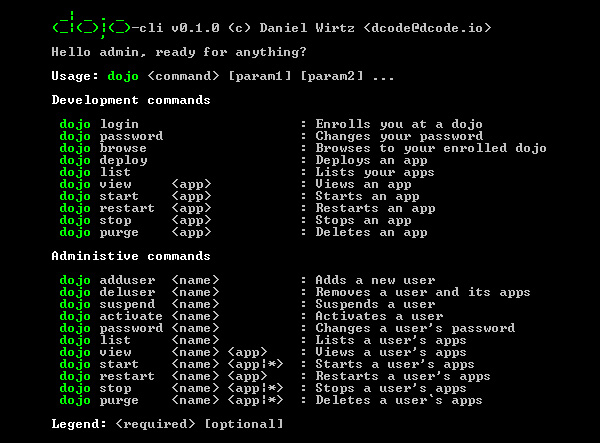 dojo-cli v0.1.0 (c) Daniel Wirtz <dcode@dcode.io>
Hello admin, ready for anything?
Usage: dojo <command> [param1] [param2] ...
Development commands
dojo login : Enrolls you at a dojo
dojo password : Changes your password
dojo browse : Browses to your enrolled dojo
dojo deploy : Deploys an app
dojo list : Lists your apps
dojo view <app> : Views an app
dojo start <app> : Starts an app
dojo restart <app> : Restarts an app
dojo stop <app> : Stops an app
dojo purge <app> : Deletes an app
Administive commands
dojo adduser <name> : Adds a new user
dojo deluser <name> : Removes a user and its apps
dojo suspend <name> : Suspends a user
dojo activate <name> : Activates a user
dojo password <name> : Changes a user's password
dojo list <name> : Lists a user's apps
dojo view <name> <app> : Views a user's apps
dojo start <name> <app¦*> : Starts a user's apps
dojo restart <name> <app> : Restarts a user's apps
dojo stop <name> <app¦*> : Stops a user's apps
dojo purge <name> <app¦*> : Deletes a user`s apps
Legend: <required> [optional]